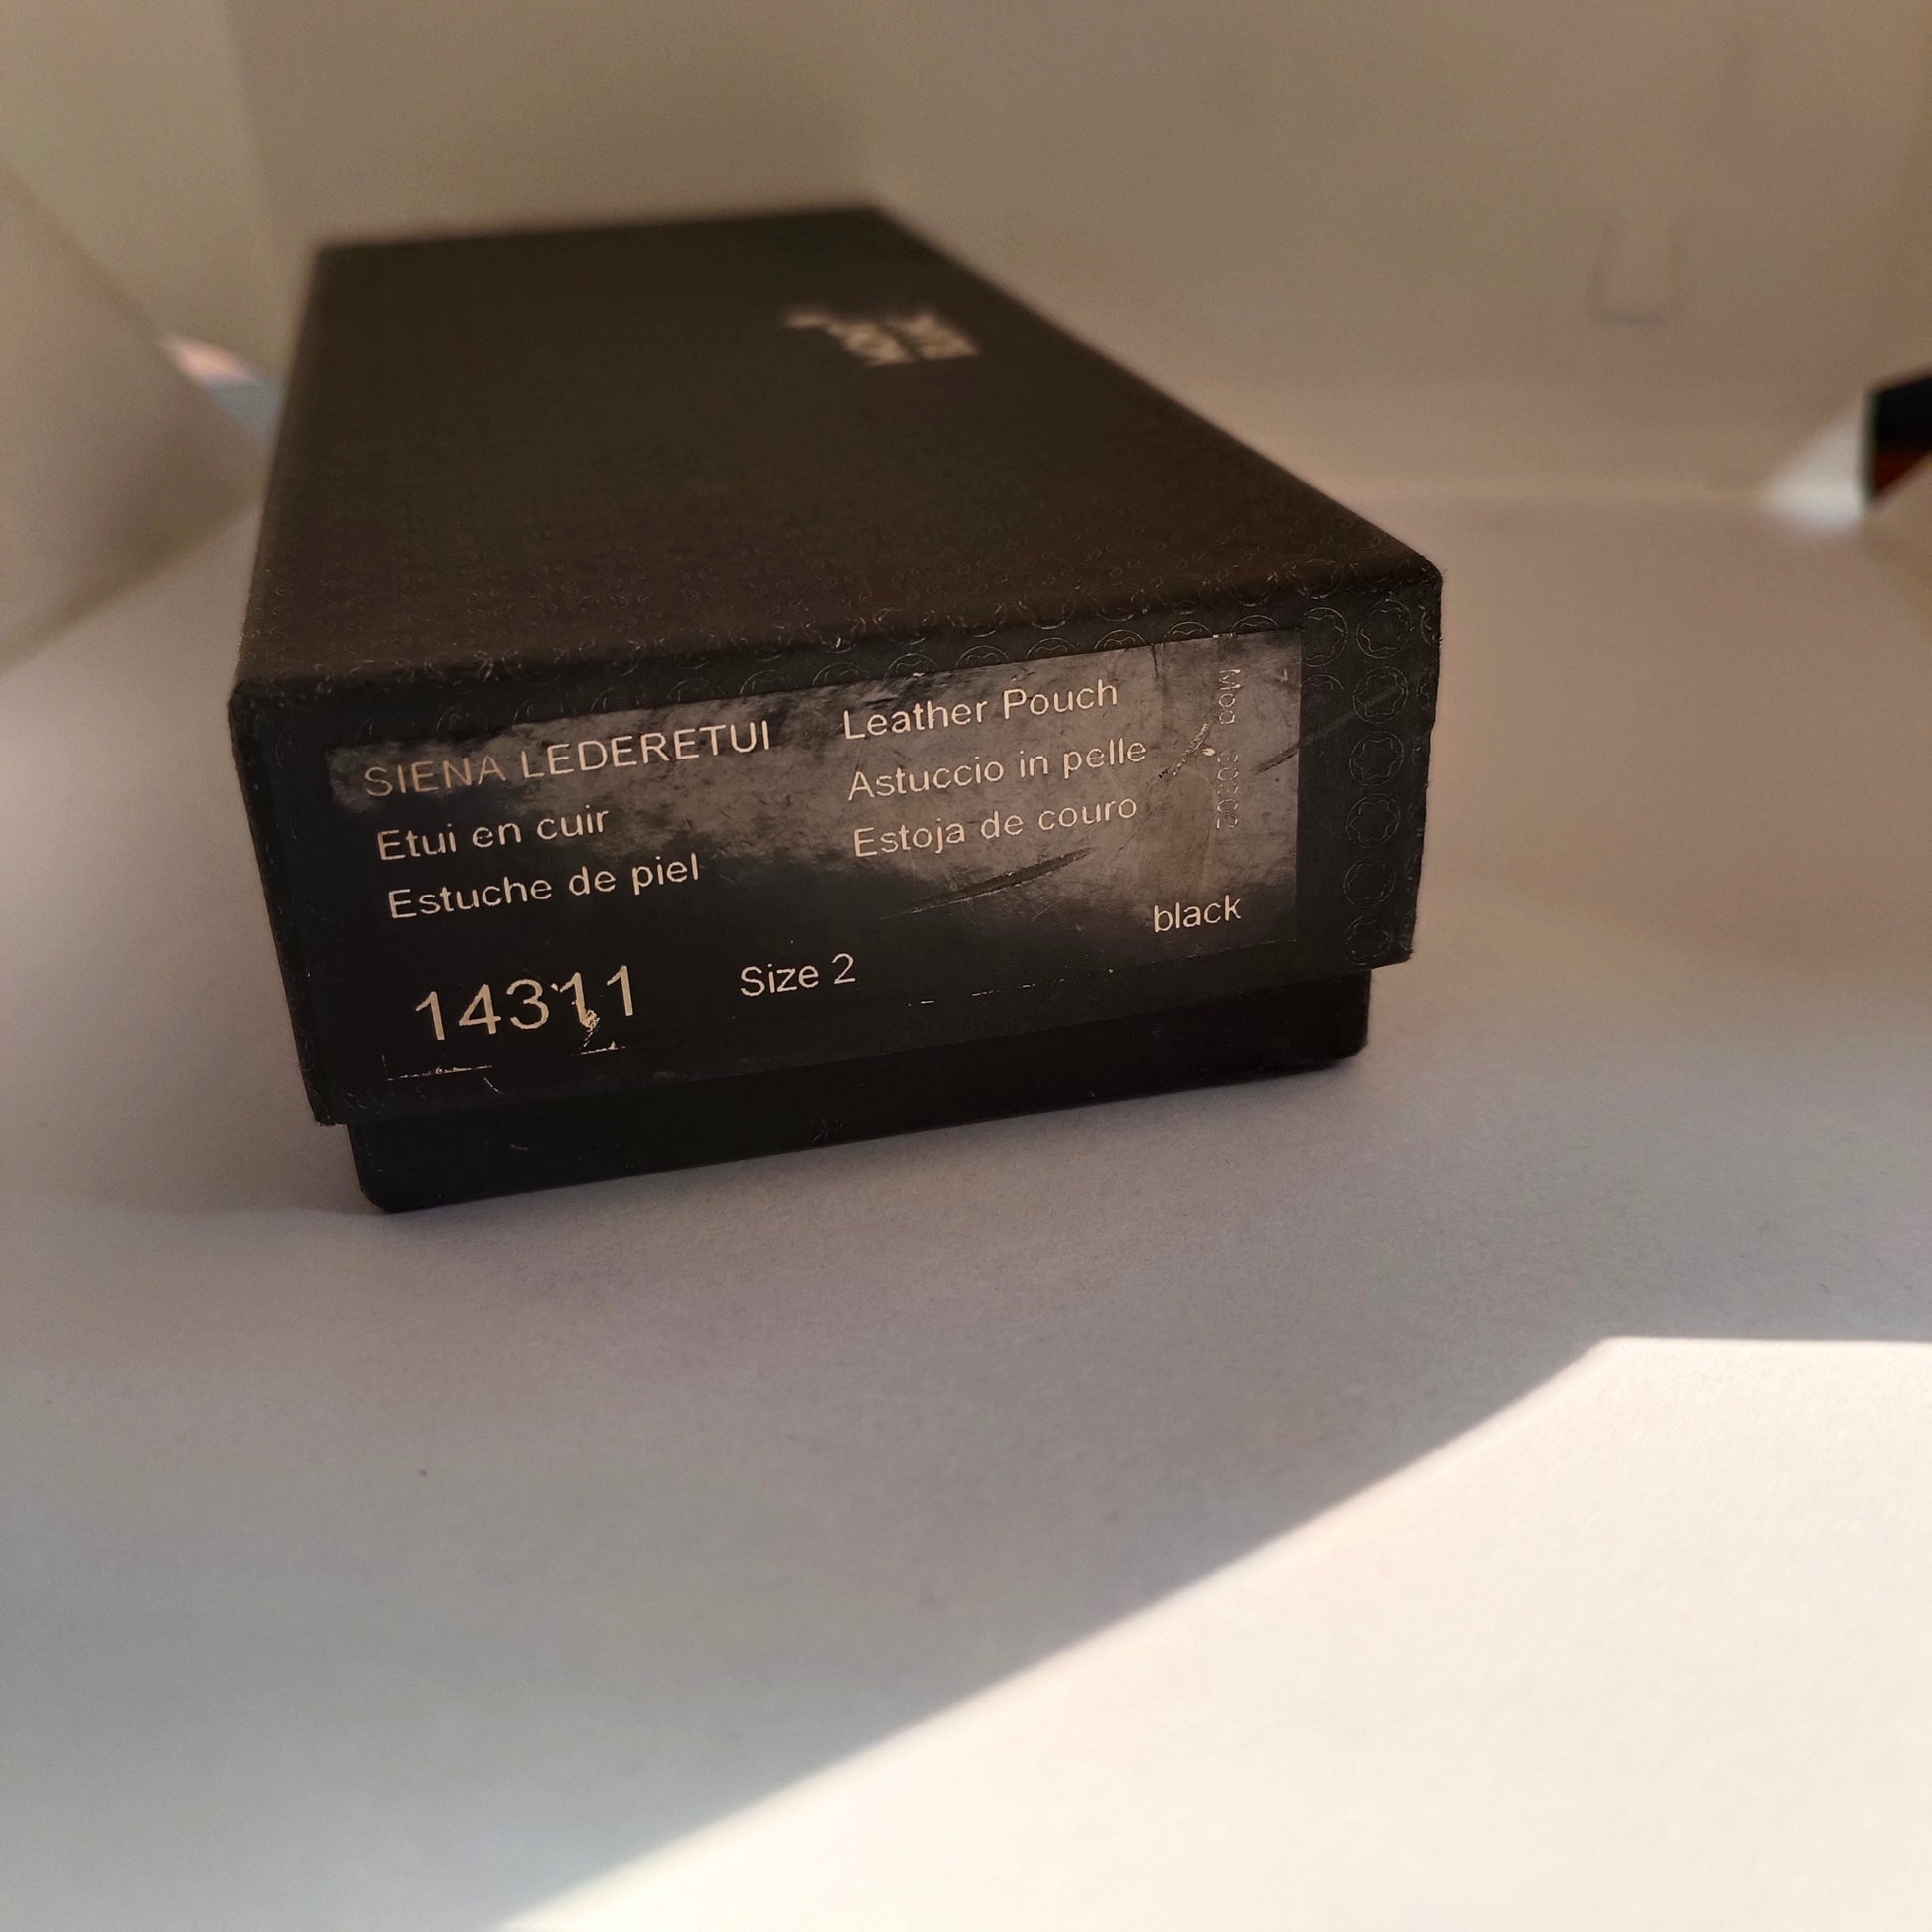 SIENA LEDERETUI
Etui en cuir
Estuche de piel
Leather Pouch
Astuccio in pelle
Estoja de couro
14311
Size 2
black
Mod